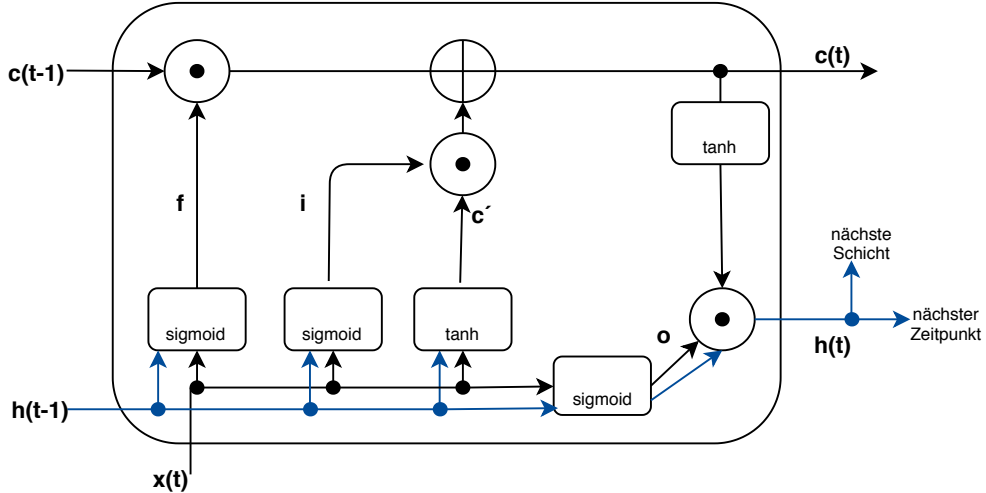 c(t-1)
c(t)
tanh
f
i
c´
nächste
Schicht
sigmoid
sigmoid
tanh
nächster
Zeitpunkt
o
h(t)
sigmoid
h(t-1)
x(t)